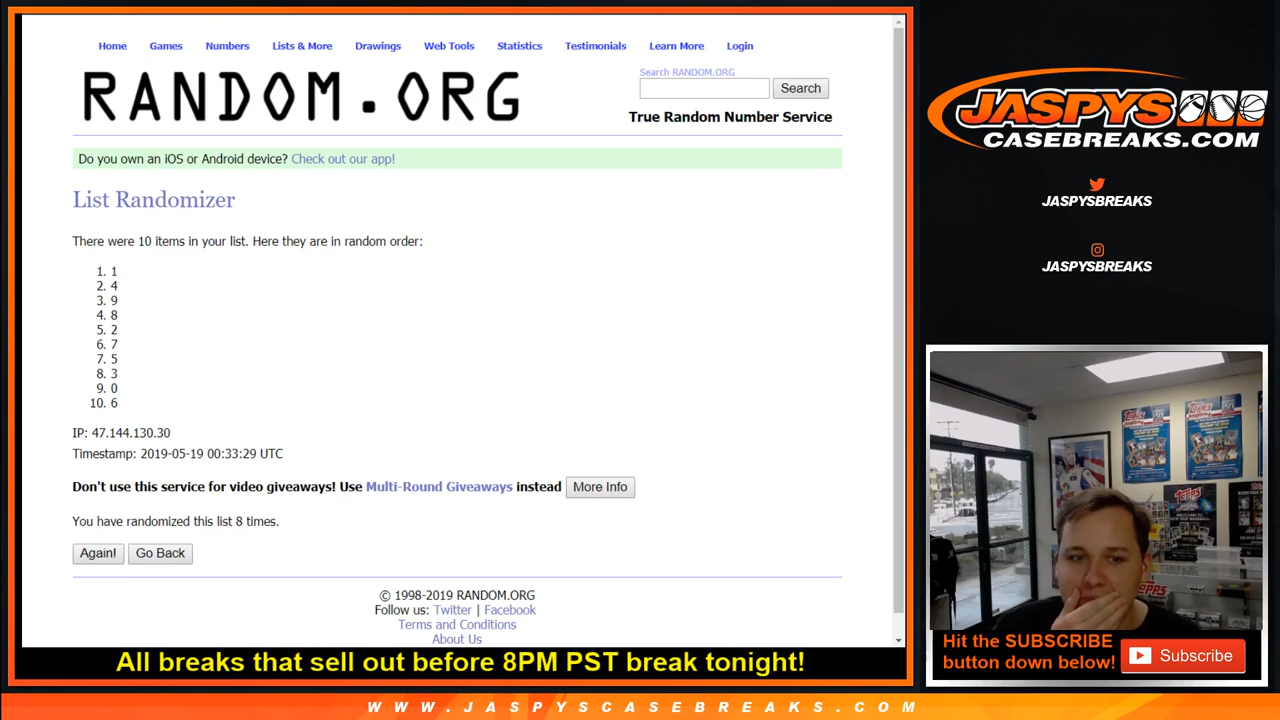 Home Games Numbers Lists & More Drawings Web Tools Statistics Testimonials Learn More Login
RANDOM.ORG
Search RANDOM.ORG
Search
True Random Number Service
Do you own an iOS or Android device? Check out our app!
List Randomizer
There were 10 items in your list. Here they are in random order:
1. 1
2. 4
3. 9
4. 8
5. 2
6. 7
7. 5
8. 3
9. 0
10. 6
IP: 47.144.130.30
Timestamp: 2019-05-19 00:33:29 UTC
Don't use this service for video giveaways! Use Multi-Round Giveaways instead More Info
You have randomized this list 8 times.
Again! Go Back
© 1998-2019 RANDOM.ORG
Follow us: Twitter | Facebook
Terms and Conditions
About Us
All breaks that sell out before 8PM PST break tonight!
JASPYS
CASEBREAKS.COM
JASPYSBREAKS
JASPYSBREAKS
Topps
Topps
Topps
TOPPS
Hit the SUBSCRIBE
button down below!
Subscribe
WWW.JASPYSCASEBREAKS.COM